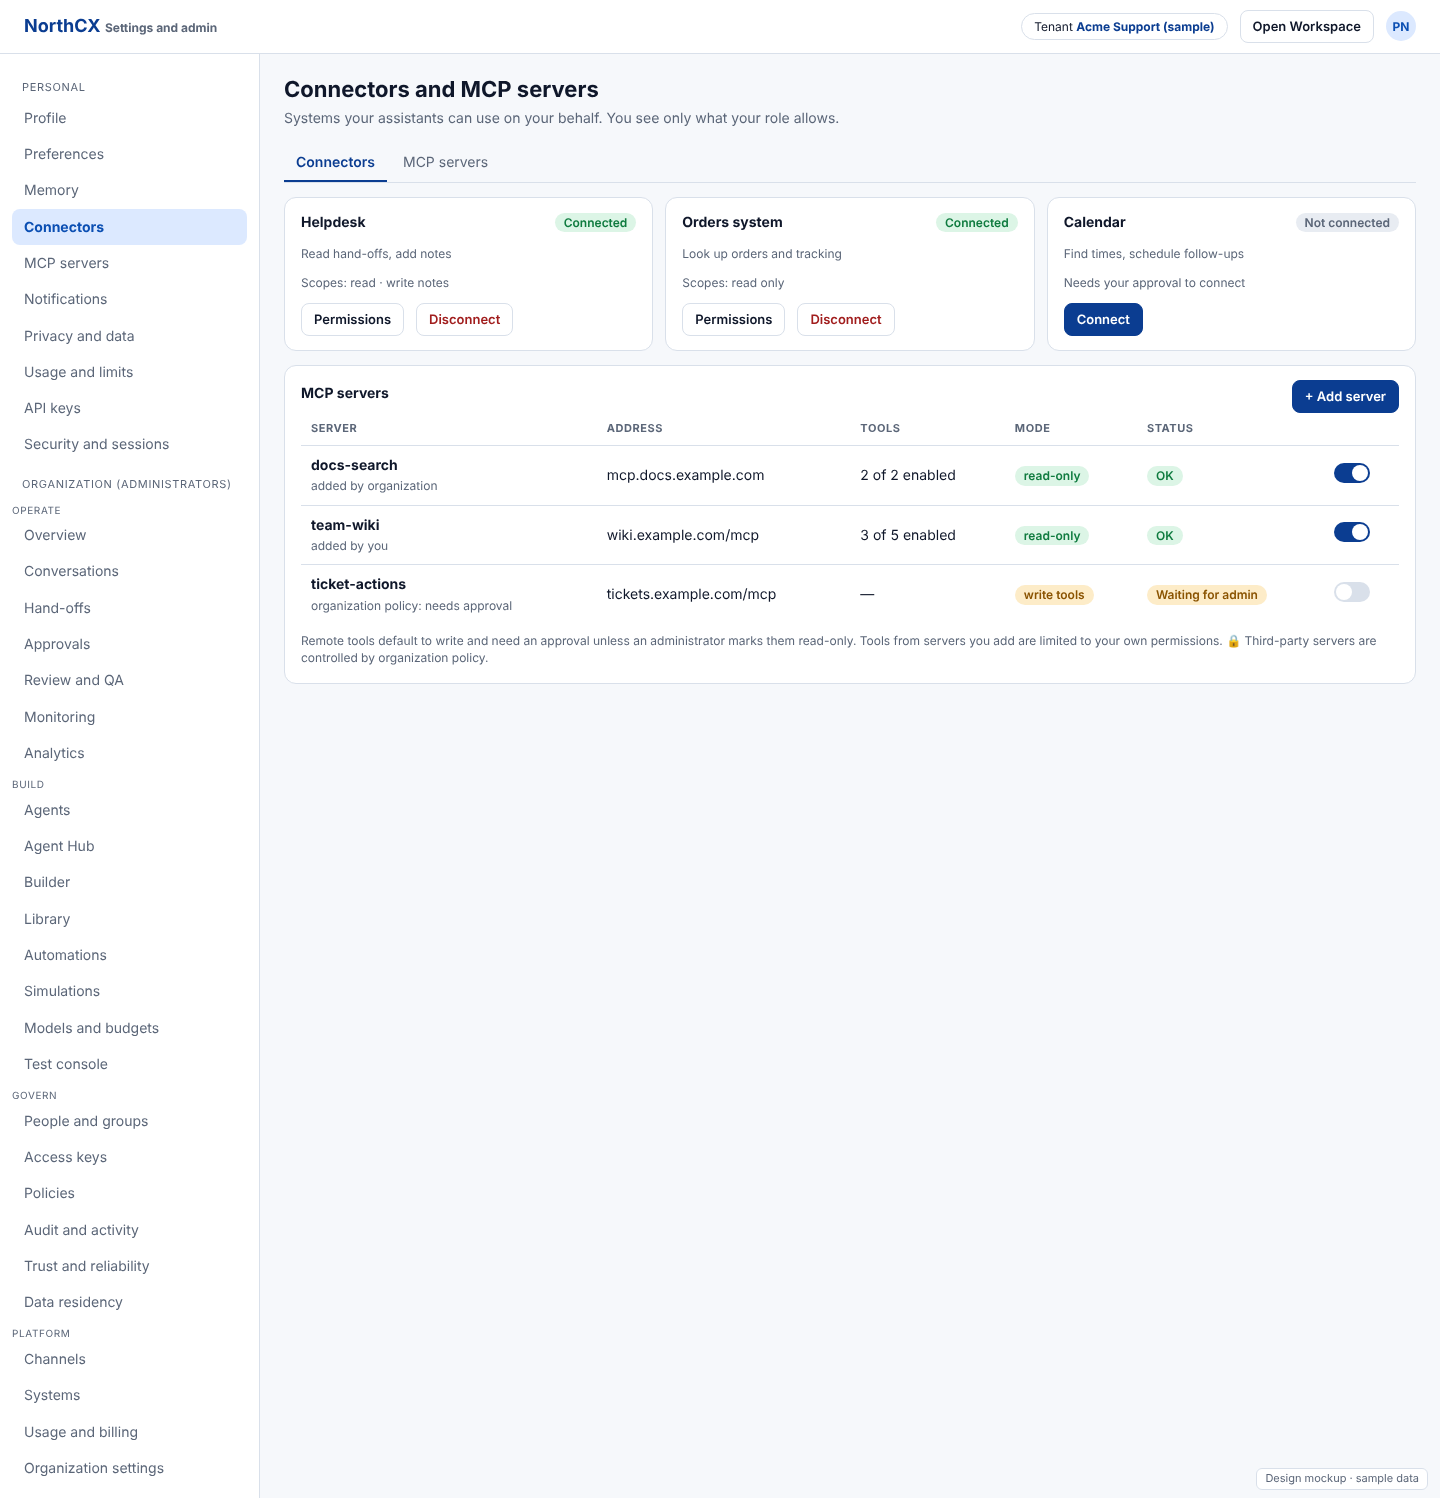 NorthCX Settings and admin
Tenant Acme Support (sample)
Open Workspace
PN
PERSONAL
Profile
Preferences
Memory
Connectors
MCP servers
Notifications
Privacy and data
Usage and limits
API keys
Security and sessions
ORGANIZATION (ADMINISTRATORS)
OPERATE
Overview
Conversations
Hand-offs
Approvals
Review and QA
Monitoring
Analytics
BUILD
Agents
Agent Hub
Builder
Library
Automations
Simulations
Models and budgets
Test console
GOVERN
People and groups
Access keys
Policies
Audit and activity
Trust and reliability
Data residency
PLATFORM
Channels
Systems
Usage and billing
Organization settings
Connectors and MCP servers
Systems your assistants can use on your behalf. You see only what your role allows.
Connectors MCP servers
Helpdesk Connected
Read hand-offs, add notes
Scopes: read · write notes
Permissions Disconnect
Orders system Connected
Look up orders and tracking
Scopes: read only
Permissions Disconnect
Calendar Not connected
Find times, schedule follow-ups
Needs your approval to connect
Connect
MCP servers
+ Add server
SERVER ADDRESS TOOLS MODE STATUS
docs-search
added by organization
mcp.docs.example.com 2 of 2 enabled read-only OK
team-wiki
added by you
wiki.example.com/mcp 3 of 5 enabled read-only OK
ticket-actions
organization policy: needs approval
tickets.example.com/mcp — write tools Waiting for admin
Remote tools default to write and need an approval unless an administrator marks them read-only. Tools from servers you add are limited to your own permissions. 🔒 Third-party servers are
controlled by organization policy.
Design mockup · sample data